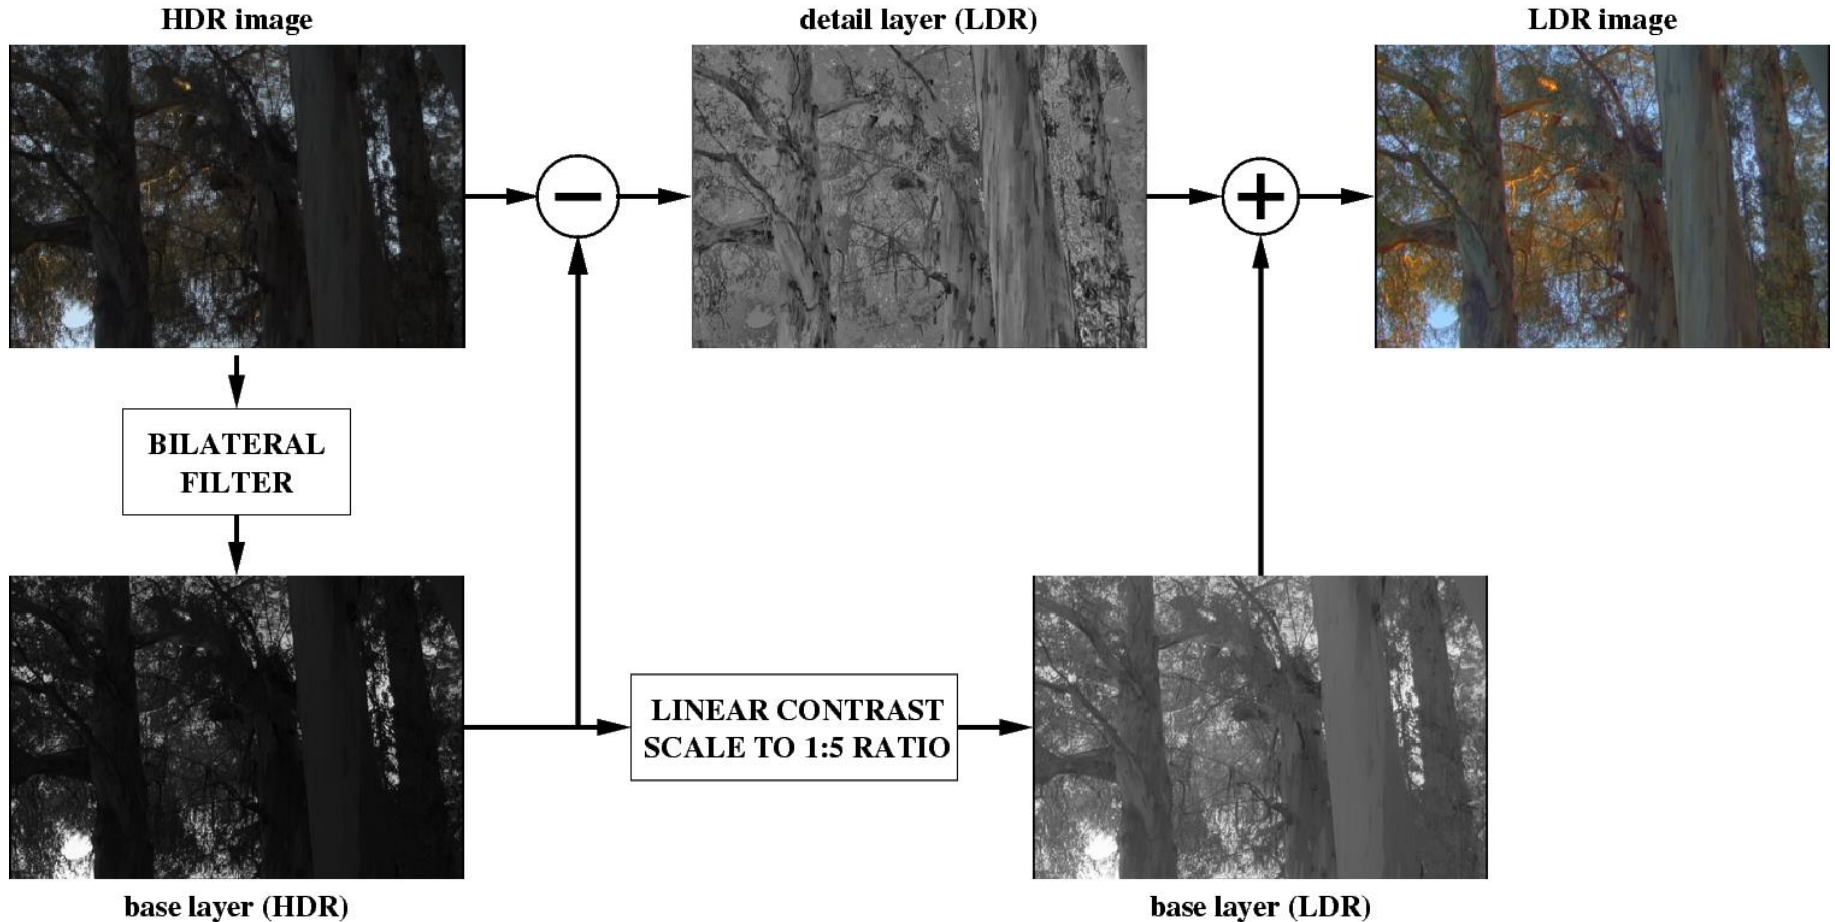 HDR image
detail layer (LDR)
LDR image
BILATERAL
FILTER
LINEAR CONTRAST
SCALE TO 1:5 RATIO
base layer (HDR)
base layer (LDR)